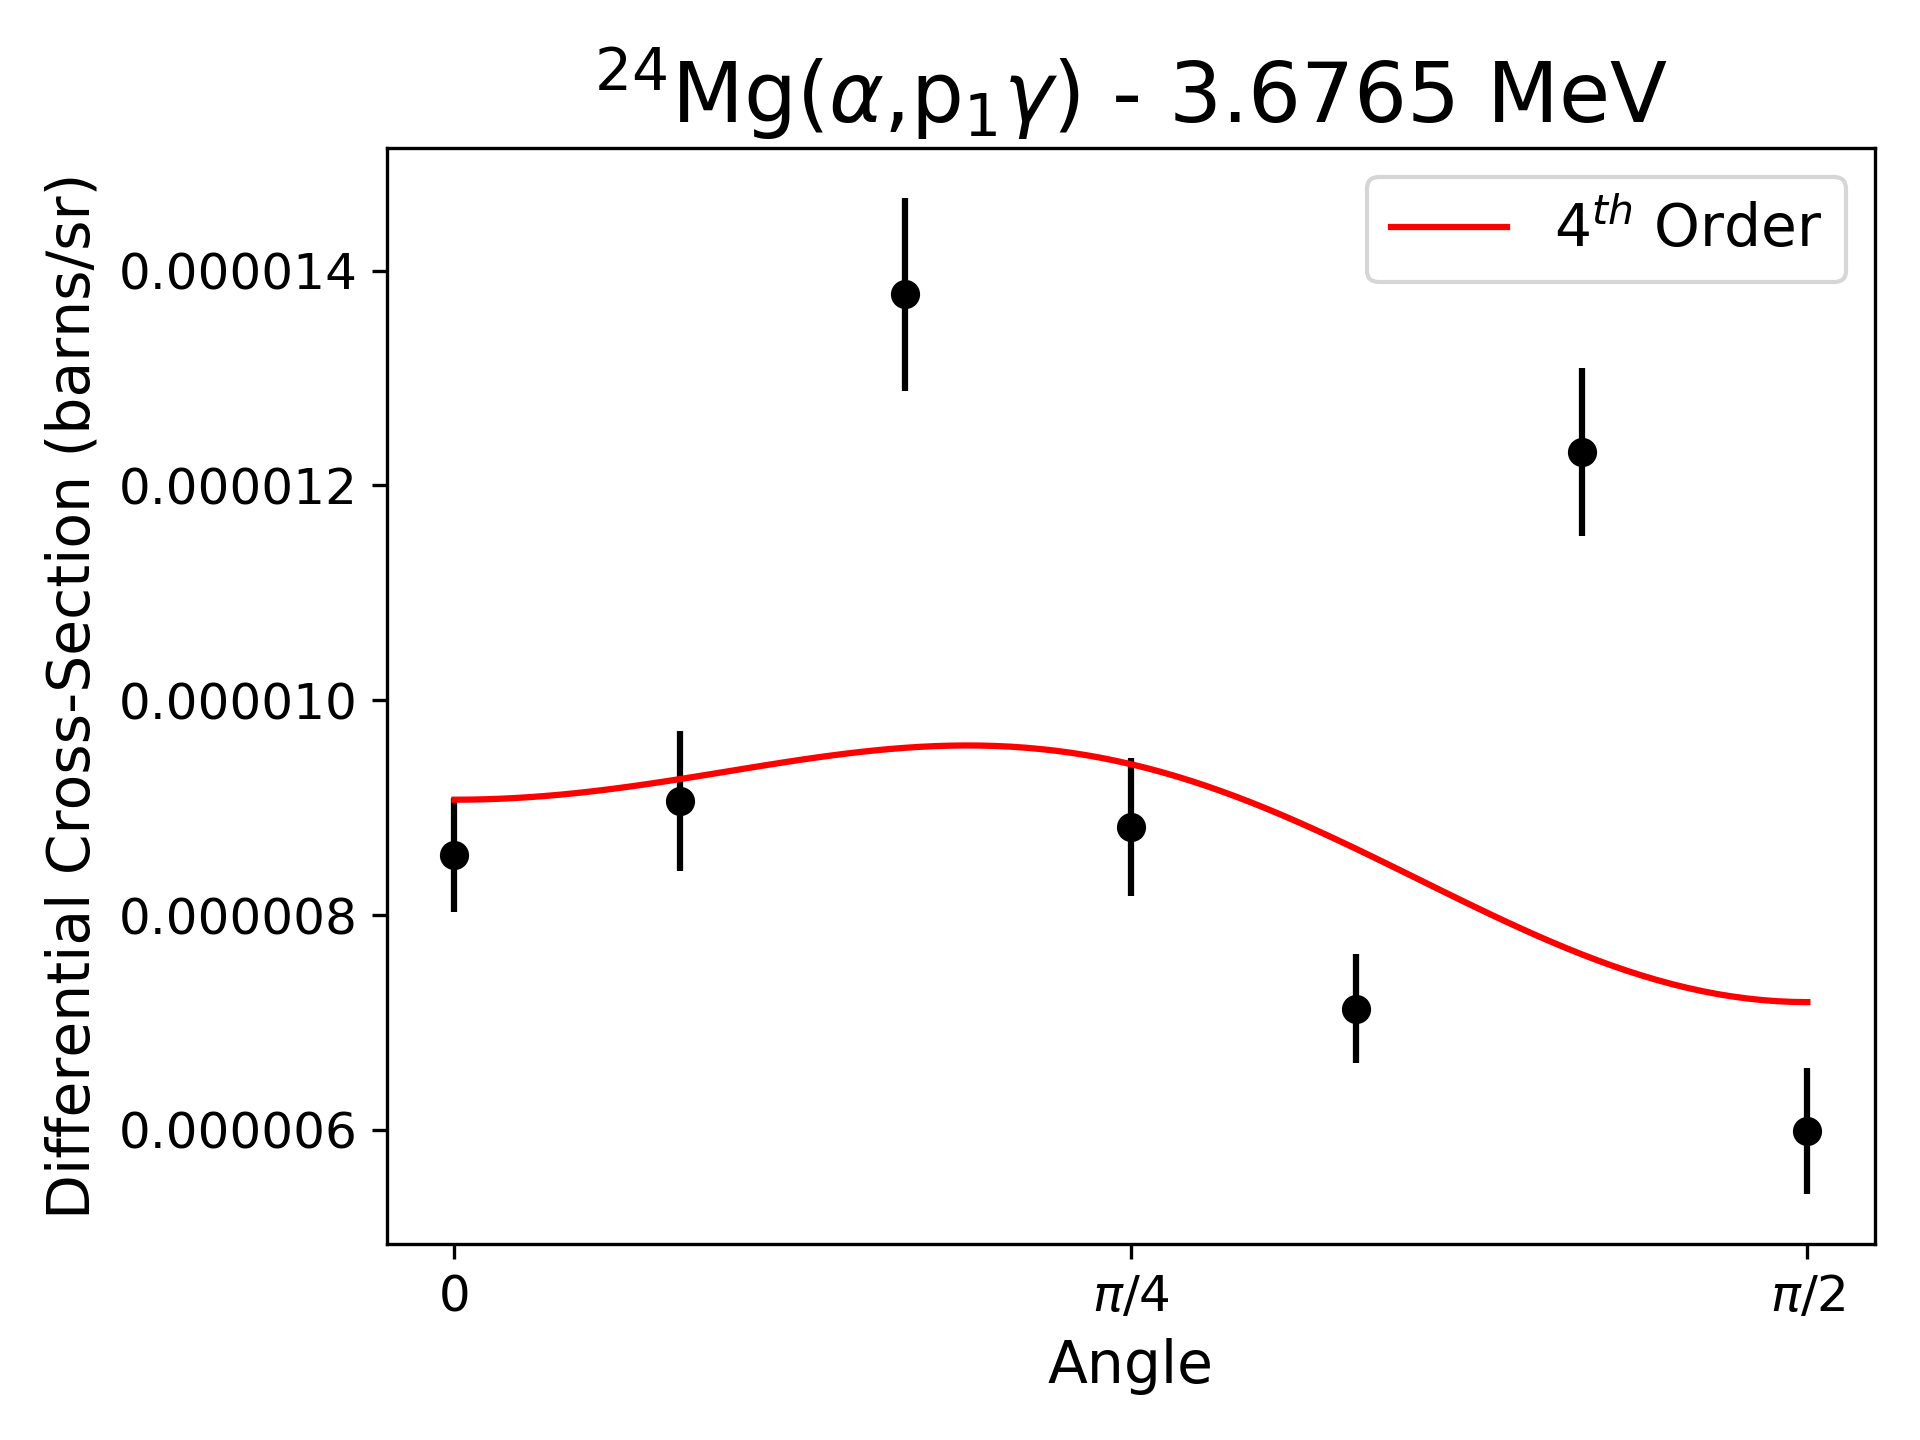 ²⁴Mg(α,p₁γ) - 3.6765 MeV
4ᵗʰ Order
Differential Cross-Section (barns/sr)
0.000014
0.000012
0.000010
0.000008
0.000006
0 π/4 π/2
Angle